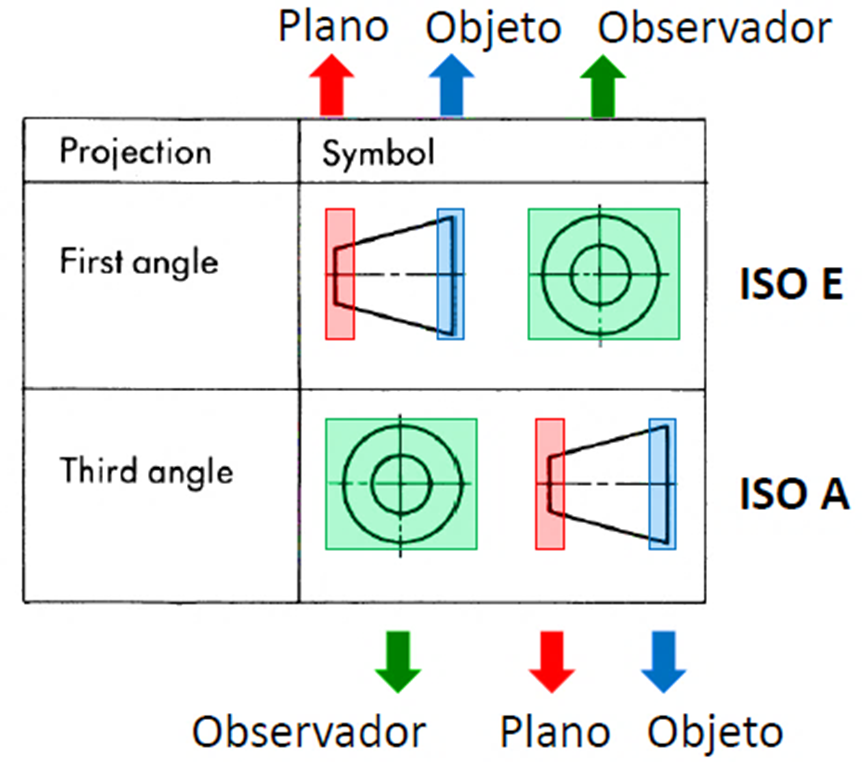 Plano Objeto Observador
Projection Symbol
First angle
ISO E
Third angle
ISO A
Observador Plano Objeto